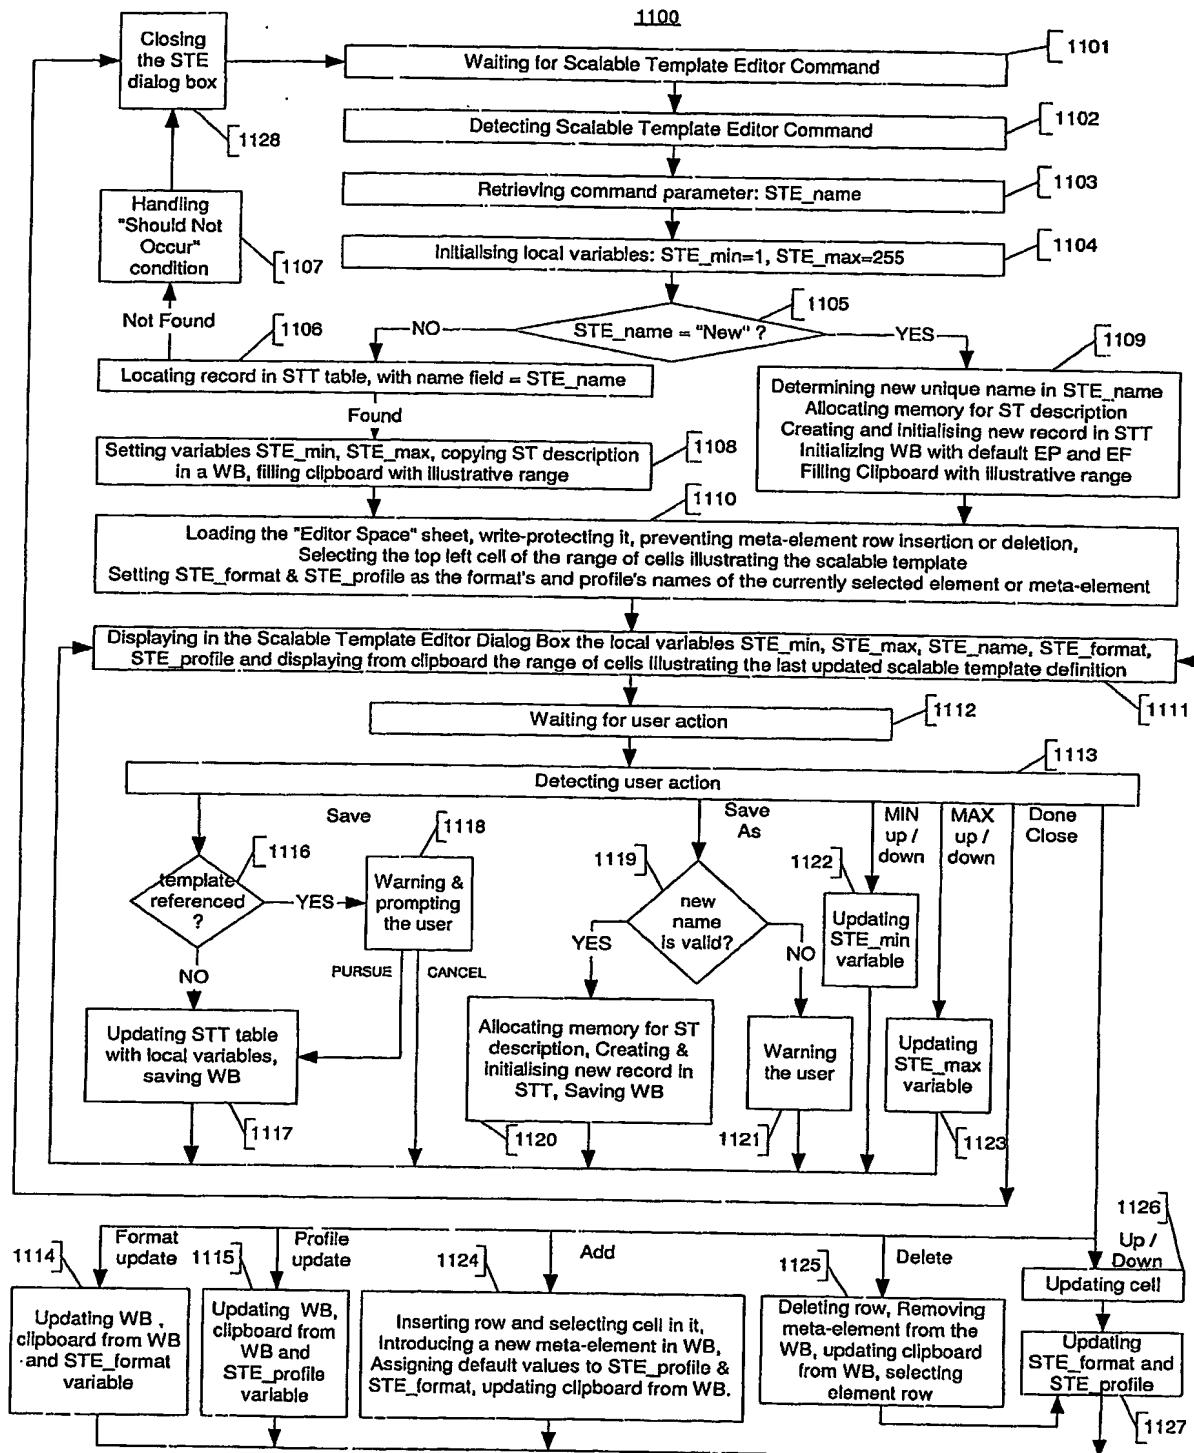 1100
Closing
the STE
dialog box
1101
Waiting for Scalable Template Editor Command
1128
1102
Detecting Scalable Template Editor Command
1103
Retrieving command parameter: STE_name
Handling
"Should Not
Occur"
condition
1107
1104
Initialising local variables: STE_min=1, STE_max=255
Not Found
1106
NO
STE_name = "New" ?
1105
YES
1109
Locating record in STT table, with name field = STE_name
Found
Determining new unique name in STE_name
Allocating memory for ST description
Creating and initialising new record in STT
Initializing WB with default EP and EF
Filling Clipboard with illustrative range
Setting variables STE_min, STE_max, copying ST description
in a WB, filling clipboard with illustrative range
1108
1110
Loading the "Editor Space" sheet, write-protecting it, preventing meta-element row insertion or deletion,
Selecting the top left cell of the range of cells illustrating the scalable template
Setting STE_format & STE_profile as the format's and profile's names of the currently selected element or meta-element
Displaying in the Scalable Template Editor Dialog Box the local variables STE_min, STE_max, STE_name, STE_format,
STE_profile and displaying from clipboard the range of cells illustrating the last updated scalable template definition
1111
Waiting for user action
1112
1113
Detecting user action
Save
Save
As
MIN
up /
down
MAX
up /
down
Done
Close
1116
template
referenced
?
YES
NO
1118
Warning &
prompting
the user
PURSUE
CANCEL
1119
new
name
is valid?
YES
NO
1122
Updating
STE_min
variable
Updating STT table
with local variables,
saving WB
1117
Allocating memory for ST
description, Creating &
initialising new record in
STT, Saving WB
1120
Warning
the user
1121
Updating
STE_max
variable
1123
1114
Format
update
1115
Profile
update
1124
Add
1125
Delete
1126
Up /
Down
Updating cell
Updating WB ,
clipboard from WB
and STE_format
variable
Updating WB,
clipboard from
WB and
STE_profile
variable
Inserting row and selecting cell in it,
Introducing a new meta-element in WB,
Assigning default values to STE_profile &
STE_format, updating clipboard from WB.
Deleting row, Removing
meta-element from the
WB, updating clipboard
from WB, selecting
element row
Updating
STE_format and
STE_profile
1127